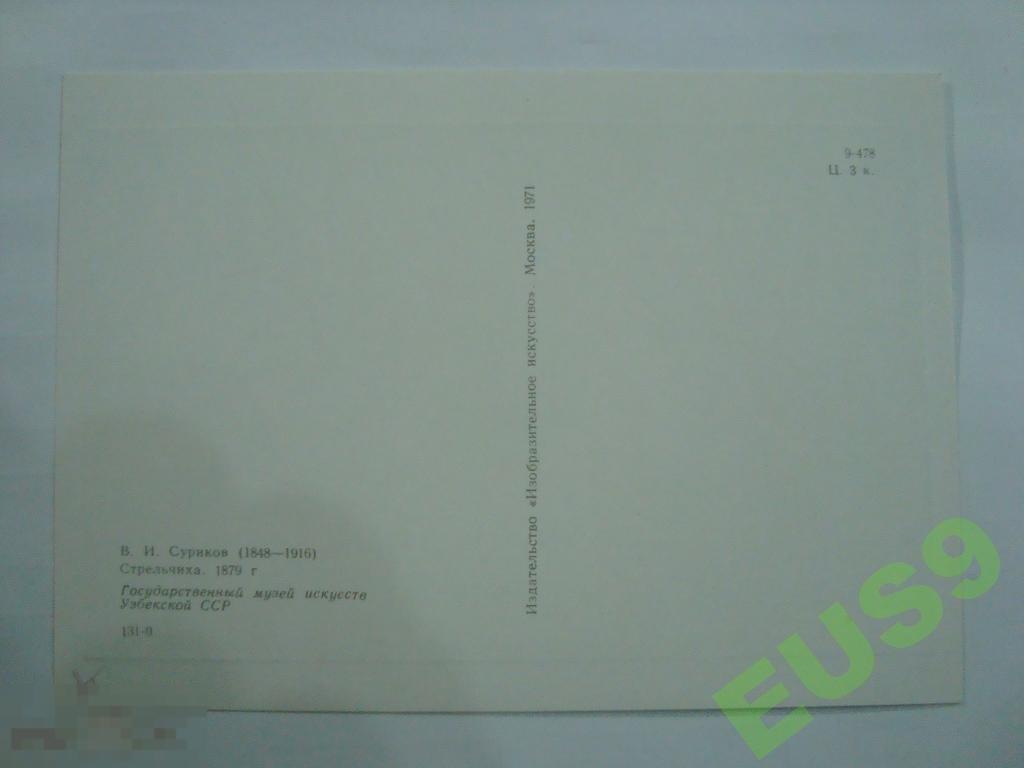 9-478
Ц. 3 к.
Издательство «Изобразительное искусство». Москва. 1971
В. И. Суриков (1848—1916)
Стрельчиха. 1879 г
Государственный музей искусств
Узбекской ССР
131-9
EUS9